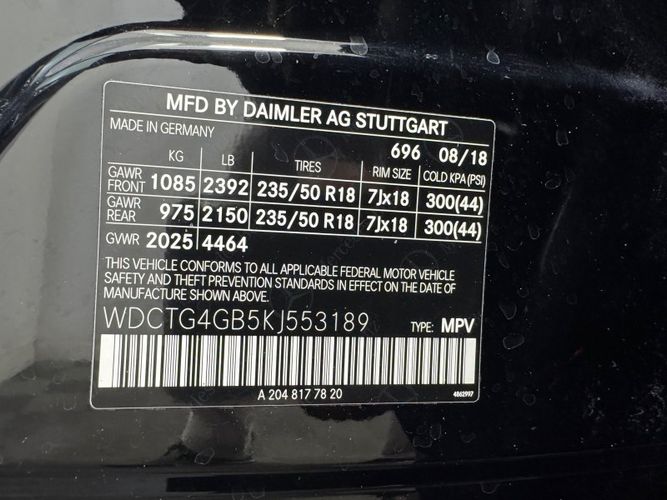 MFD BY DAIMLER AG STUTTGART
MADE IN GERMANY
696 08/18
KG LB TIRES RIM SIZE COLD KPA (PSI)
GAWR FRONT 1085 2392 235/50 R18 7Jx18 300(44)
GAWR REAR 975 2150 235/50 R18 7Jx18 300(44)
GVWR 2025 4464
THIS VEHICLE CONFORMS TO ALL APPLICABLE FEDERAL MOTOR VEHICLE
SAFETY AND THEFT PREVENTION STANDARDS IN EFFECT ON THE DATE
OF MANUFACTURE SHOWN ABOVE.
WDCTG4GB5KJ553189 TYPE: MPV
A 204 817 78 20
4862917